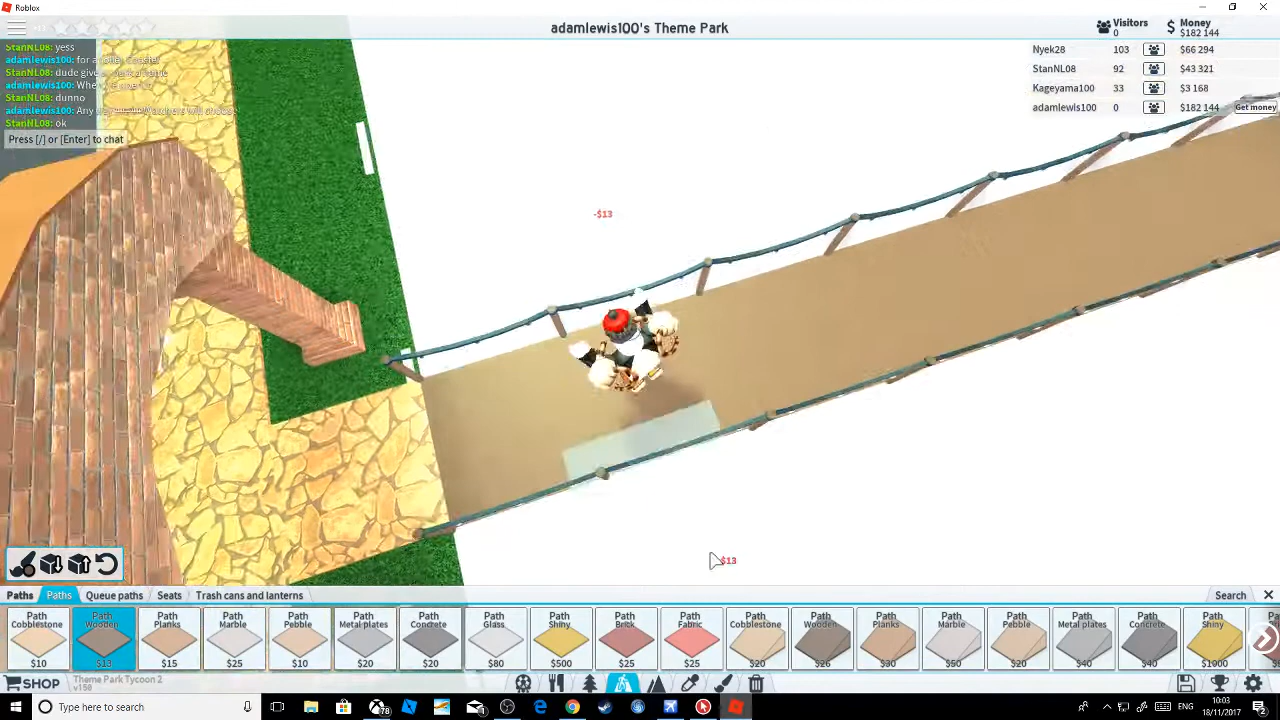 Roblox
adamlewis100's Theme Park
Visitors
0
Money
$182 144
StanNL08: yess
adamlewis100:
StanNL08: dude give
adamlewis100:
StanNL08: dunno
adamlewis100:
StanNL08: ok
Press [/] or [Enter] to chat
Nyek28 103 $66 294
StanNL08 92 $43 321
Kageyama100 33 $3 168
adamlewis100 0 $182 144 Get money
-$13
$13
Paths Paths Queue paths Seats Trash cans and lanterns Search
Path Cobblestone $10
Path Wooden $13
Path Planks $15
Path Marble $25
Path Pebble $10
Path Metal plates $20
Path Concrete $20
Path Glass $80
Path Shiny $500
Path Brick $25
Path Fabric $25
Path Cobblestone $20
Path Wooden $26
Path Planks $30
Path Marble $50
Path Pebble $20
Path Metal plates $40
Path Concrete $40
Path Shiny $1000
SHOP
Theme Park Tycoon 2
v150
Type here to search
78
ENG
10:03
18/11/2017